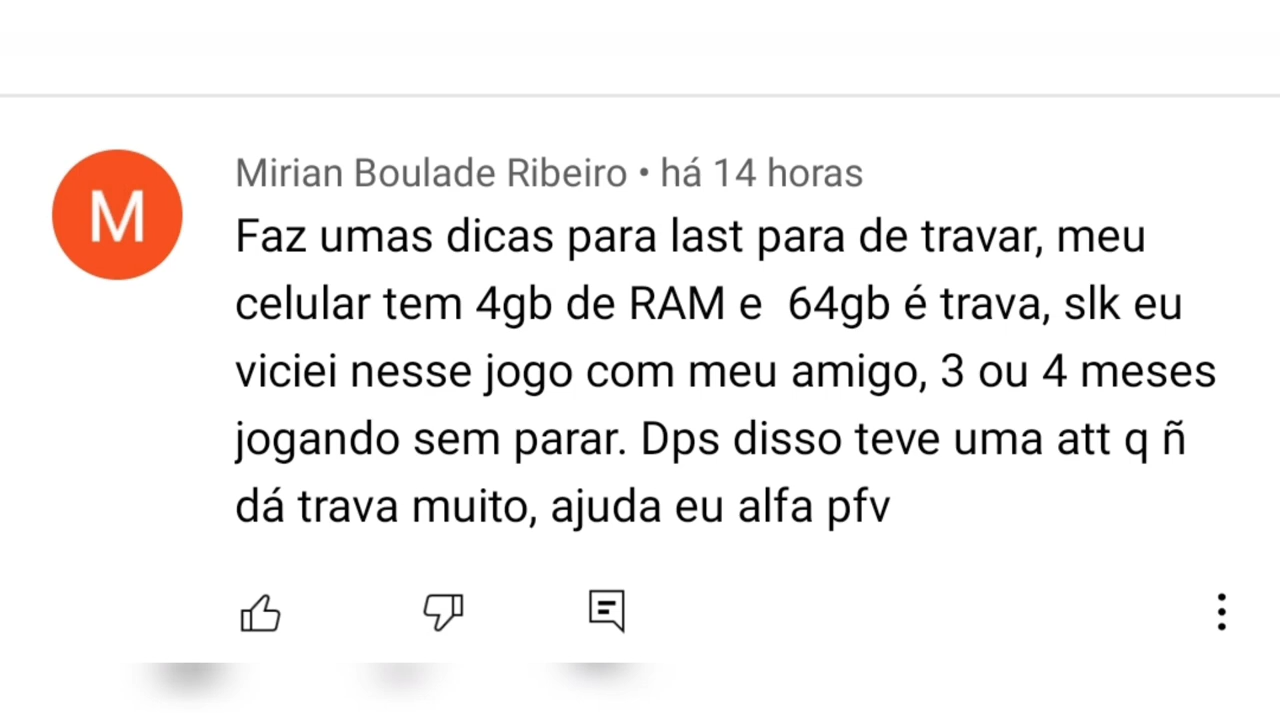 M
Mirian Boulade Ribeiro • há 14 horas
Faz umas dicas para last para de travar, meu
celular tem 4gb de RAM e  64gb é trava, slk eu
viciei nesse jogo com meu amigo, 3 ou 4 meses
jogando sem parar. Dps disso teve uma att q ñ
dá trava muito, ajuda eu alfa pfv